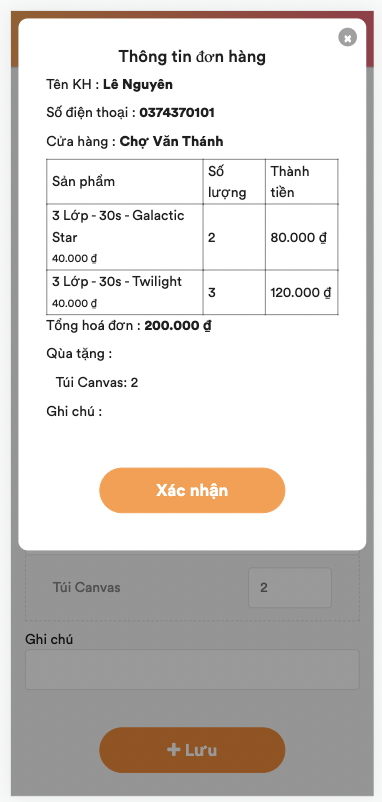 Thông tin đơn hàng
Tên KH : Lê Nguyên
Số điện thoại : 0374370101
Cửa hàng : Chợ Văn Thánh
Sản phẩm
Số
lượng
Thành
tiền
3 Lớp - 30s - Galactic
Star
40.000 ₫
2
80.000 ₫
3 Lớp - 30s - Twilight
40.000 ₫
3
120.000 ₫
Tổng hoá đơn : 200.000 ₫
Qùa tặng :
Túi Canvas: 2
Ghi chú :
Xác nhận
Túi Canvas
2
Ghi chú
Lưu